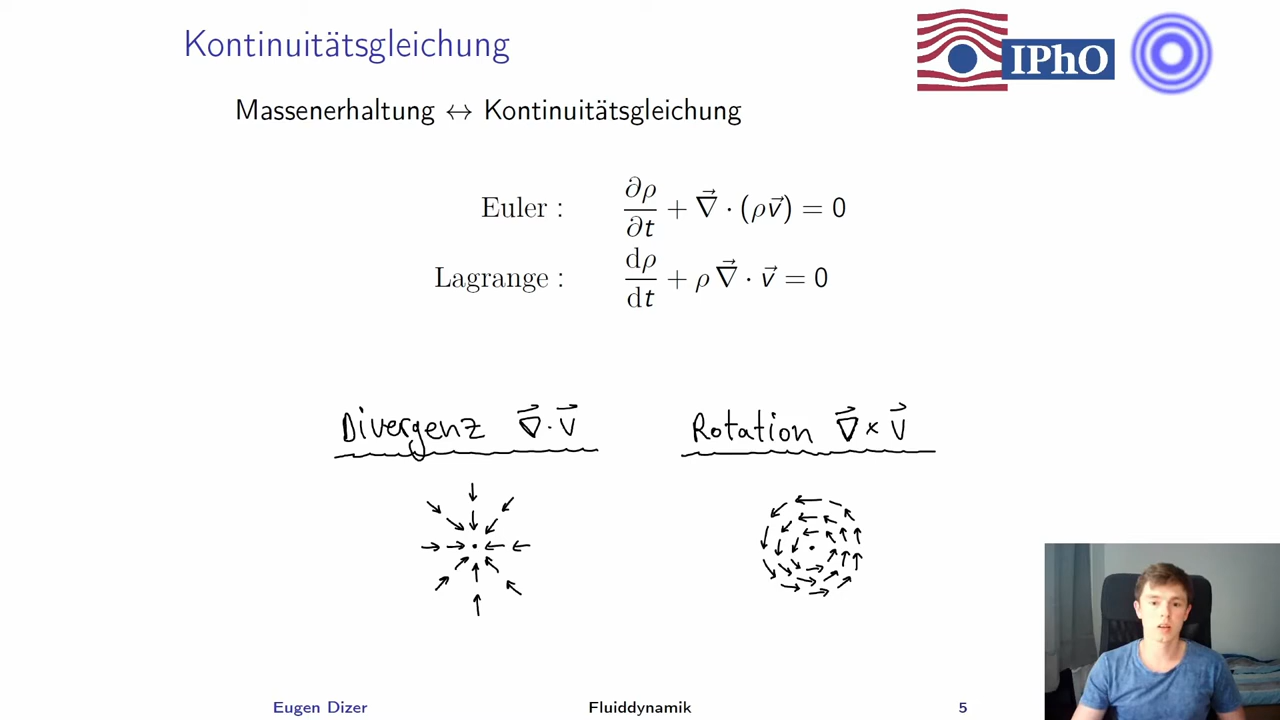 Kontinuitätsgleichung
IPhO
Massenerhaltung ↔ Kontinuitätsgleichung
Euler : ∂ρ/∂t + ∇⃗ · (ρv⃗) = 0
Lagrange : dρ/dt + ρ ∇⃗ · v⃗ = 0
Divergenz ∇⃗ · v⃗
Rotation ∇⃗ × v⃗
Eugen Dizer
Fluiddynamik
5